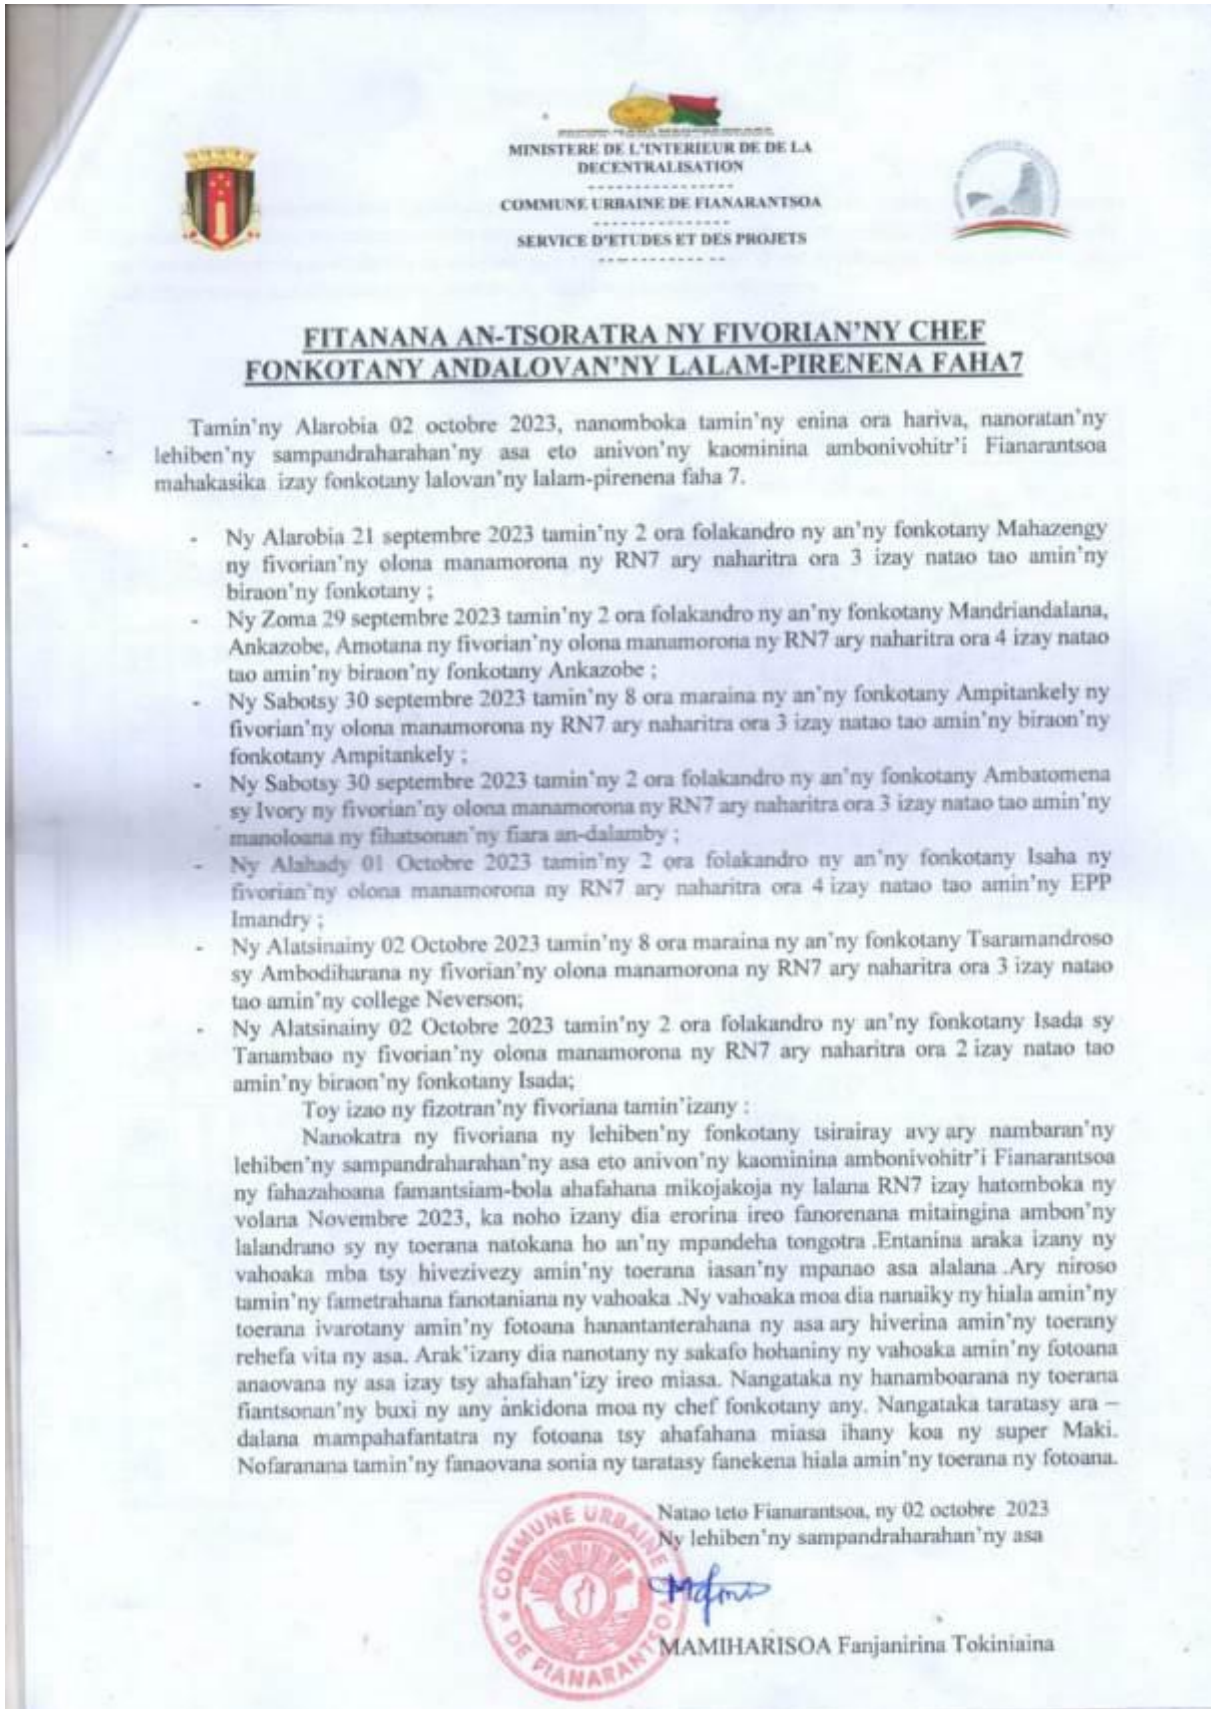 MINISTERE DE L'INTERIEUR DE DE LA
DECENTRALISATION
----------------
COMMUNE URBAINE DE FIANARANTSOA
---------------
SERVICE D'ETUDES ET DES PROJETS
----------- --
FITANANA AN-TSORATRA NY FIVORIAN'NY CHEF
FONKOTANY ANDALOVAN'NY LALAM-PIRENENA FAHA7
Tamin'ny Alarobia 02 octobre 2023, nanomboka tamin'ny enina ora hariva, nanoratan'ny
lehiben'ny sampandraharahan'ny asa eto anivon'ny kaominina ambonivohitr'i Fianarantsoa
mahakasika izay fonkotany lalovan'ny lalam-pirenena faha 7.
- Ny Alarobia 21 septembre 2023 tamin'ny 2 ora folakandro ny an'ny fonkotany Mahazengy
ny fivorian'ny olona manamorona ny RN7 ary naharitra ora 3 izay natao tao amin'ny
biraon'ny fonkotany ;
- Ny Zoma 29 septembre 2023 tamin'ny 2 ora folakandro ny an'ny fonkotany Mandriandalana,
Ankazobe, Amotana ny fivorian'ny olona manamorona ny RN7 ary naharitra ora 4 izay natao
tao amin'ny biraon'ny fonkotany Ankazobe ;
- Ny Sabotsy 30 septembre 2023 tamin'ny 8 ora maraina ny an'ny fonkotany Ampitankely ny
fivorian'ny olona manamorona ny RN7 ary naharitra ora 3 izay natao tao amin'ny biraon'ny
fonkotany Ampitankely ;
- Ny Sabotsy 30 septembre 2023 tamin'ny 2 ora folakandro ny an'ny fonkotany Ambatomena
sy Ivory ny fivorian'ny olona manamorona ny RN7 ary naharitra ora 3 izay natao tao amin'ny
manoloana ny fihatsonan'ny fiara an-dalamby ;
- Ny Alahady 01 Octobre 2023 tamin'ny 2 ora folakandro ny an'ny fonkotany Isaha ny
fivorian'ny olona manamorona ny RN7 ary naharitra ora 4 izay natao tao amin'ny EPP
Imandry ;
- Ny Alatsinainy 02 Octobre 2023 tamin'ny 8 ora maraina ny an'ny fonkotany Tsaramandroso
sy Ambodiharana ny fivorian'ny olona manamorona ny RN7 ary naharitra ora 3 izay natao
tao amin'ny college Neverson;
- Ny Alatsinainy 02 Octobre 2023 tamin'ny 2 ora folakandro ny an'ny fonkotany Isada sy
Tanambao ny fivorian'ny olona manamorona ny RN7 ary naharitra ora 2 izay natao tao
amin'ny biraon'ny fonkotany Isada;
Toy izao ny fizotran'ny fivoriana tamin'izany :
Nanokatra ny fivoriana ny lehiben'ny fonkotany tsirairay avy ary nambaran'ny
lehiben'ny sampandraharahan'ny asa eto anivon'ny kaominina ambonivohitr'i Fianarantsoa
ny fahazahoana famantsiam-bola ahafahana mikojakoja ny lalana RN7 izay hatomboka ny
volana Novembre 2023, ka noho izany dia erorina ireo fanorenana mitaingina ambon'ny
lalandrano sy ny toerana natokana ho an'ny mpandeha tongotra .Entanina araka izany ny
vahoaka mba tsy hivezivezy amin'ny toerana iasan'ny mpanao asa alalana .Ary niroso
tamin'ny fametrahana fanotaniana ny vahoaka .Ny vahoaka moa dia nanaiky ny hiala amin'ny
toerana ivarotany amin'ny fotoana hanantanterahana ny asa ary hiverina amin'ny toerany
rehefa vita ny asa. Arak'izany dia nanotany ny sakafo hohaniny ny vahoaka amin'ny fotoana
anaovana ny asa izay tsy ahafahan'izy ireo miasa. Nangataka ny hanamboarana ny toerana
fiantsonan'ny buxi ny any ankidona moa ny chef fonkotany any. Nangataka taratasy ara –
dalana mampahafantatra ny fotoana tsy ahafahana miasa ihany koa ny super Maki.
Nofaranana tamin'ny fanaovana sonia ny taratasy fanekena hiala amin'ny toerana ny fotoana.
Natao teto Fianarantsoa, ny 02 octobre 2023
Ny lehiben'ny sampandraharahan'ny asa
COMMUNE URBAINE
DE FIANARANTSOA
MAMIHARISOA Fanjanirina Tokiniaina